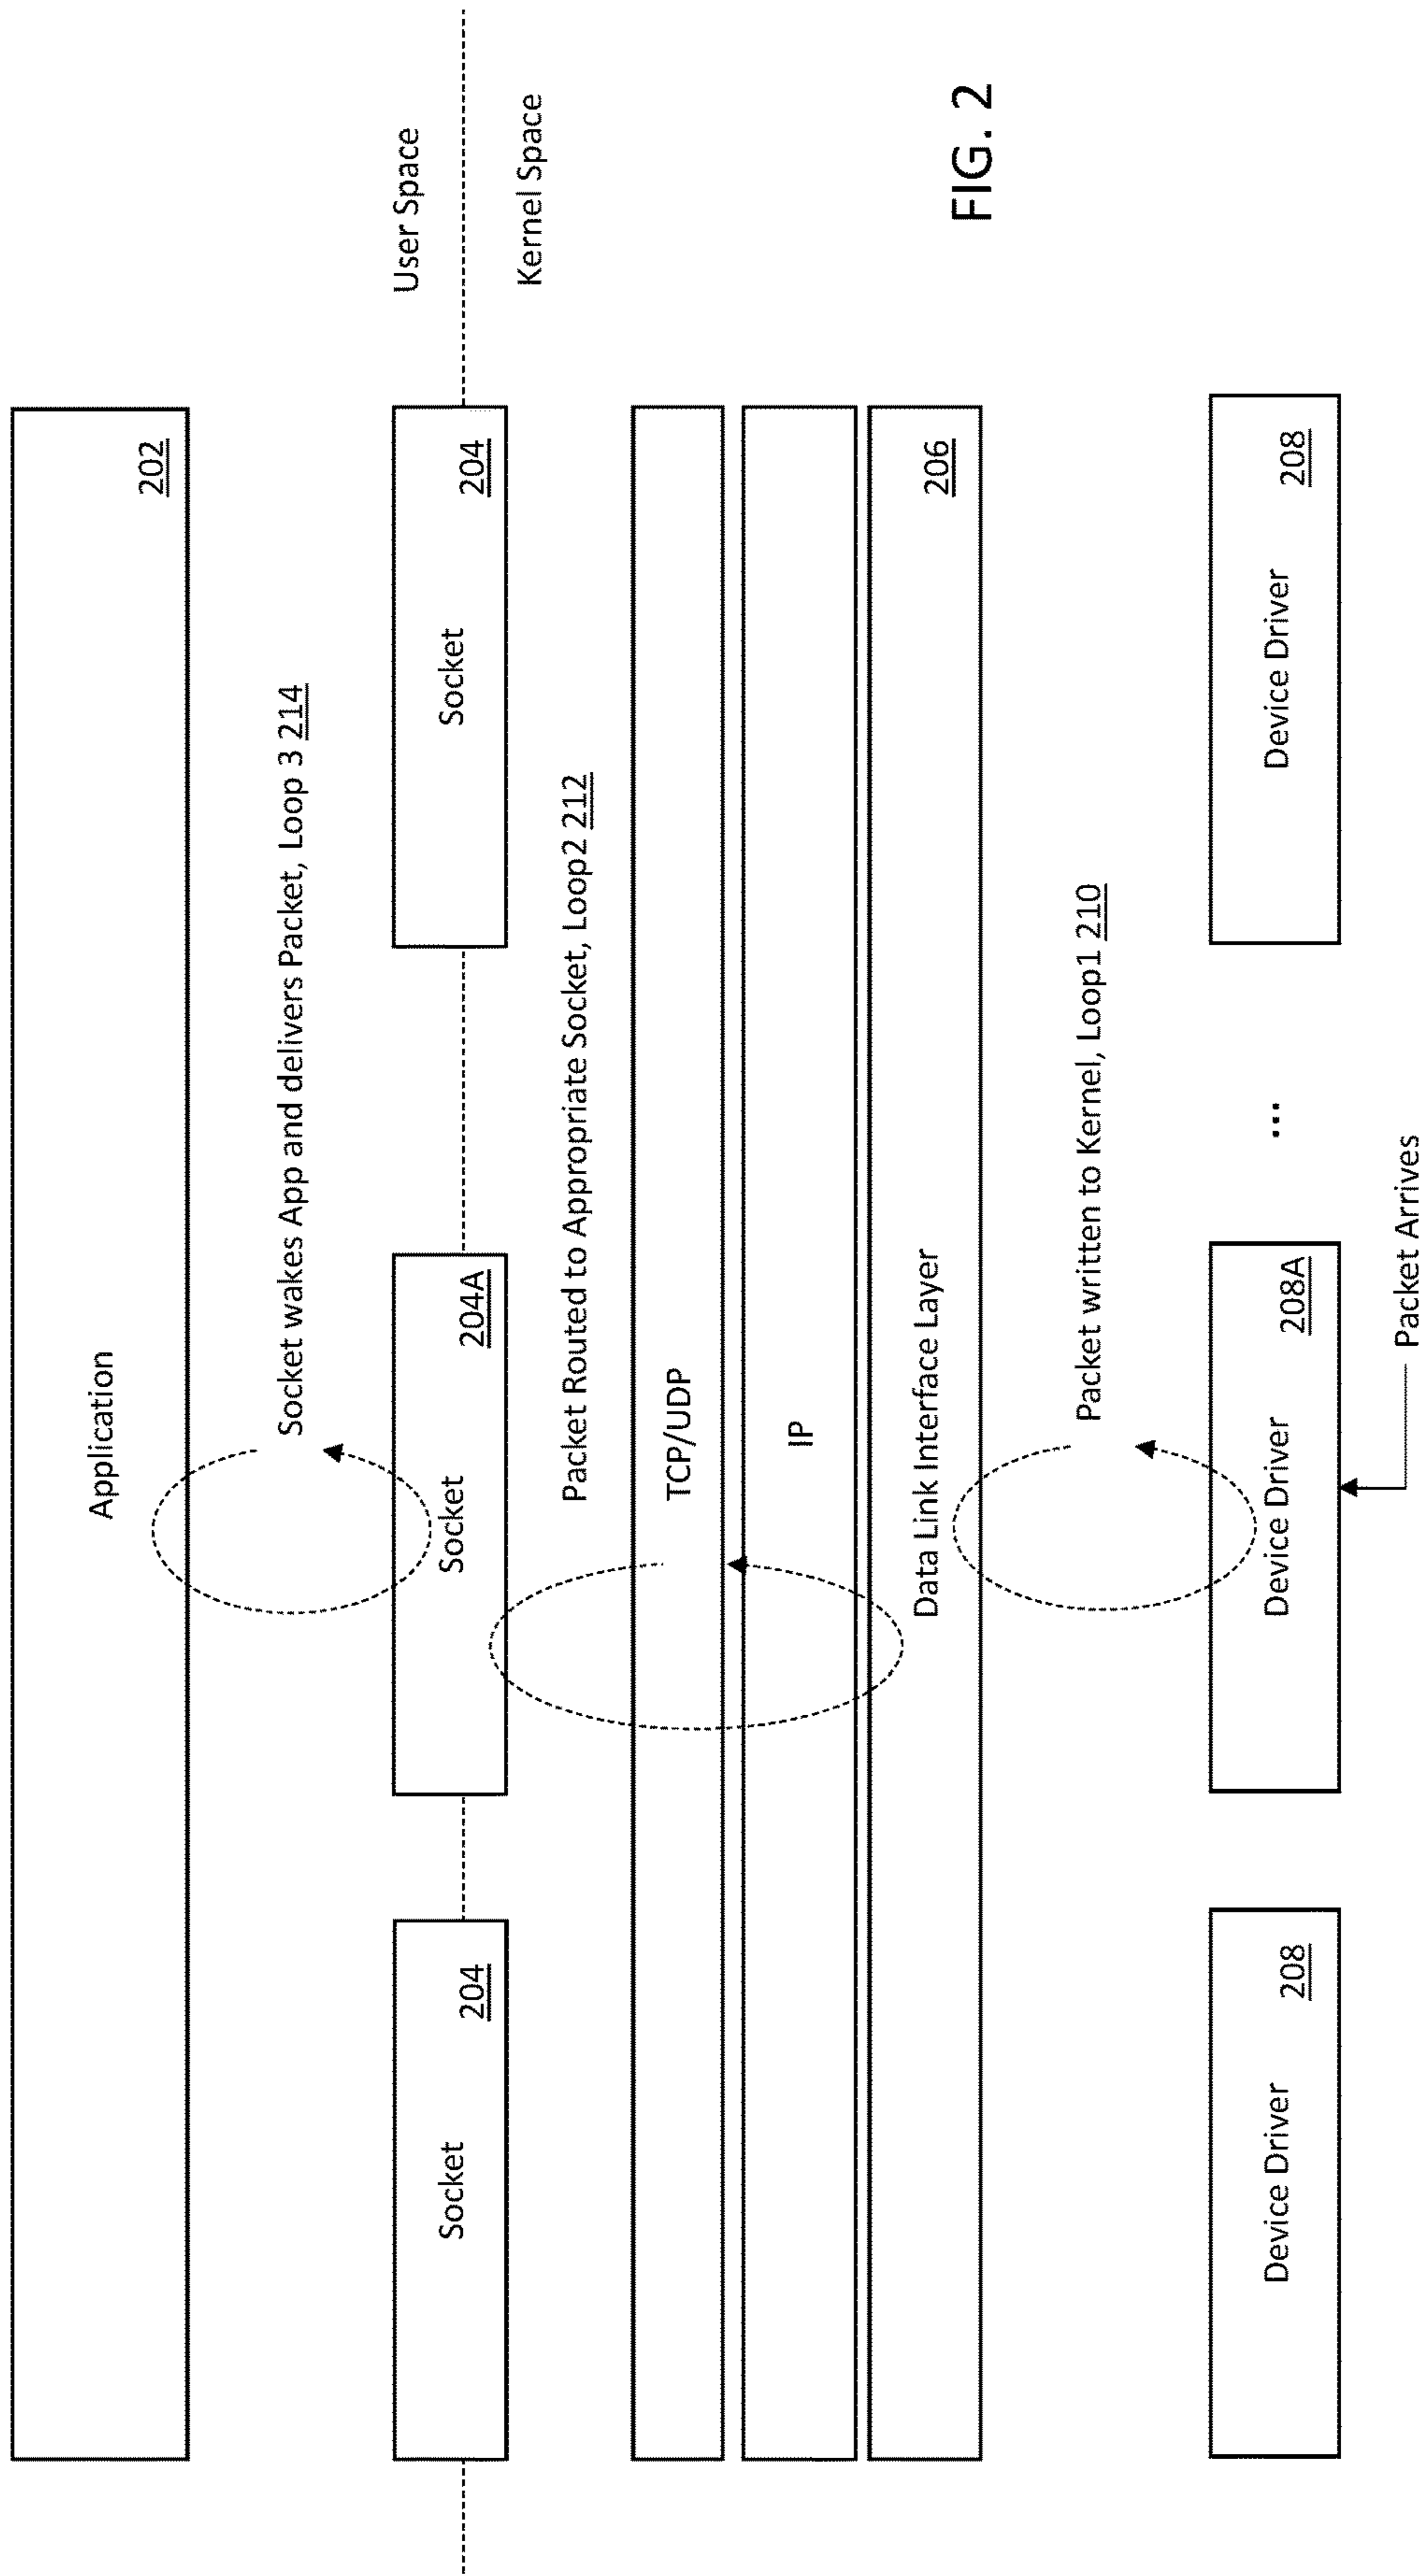 Application
202
Socket wakes App and delivers Packet, Loop 3 214
User Space
Socket
204
Socket
204A
Socket
204
Kernel Space
Packet Routed to Appropriate Socket, Loop2 212
TCP/UDP
IP
Data Link Interface Layer
206
FIG. 2
Packet written to Kernel, Loop1 210
Device Driver
208
Device Driver
208A
...
Device Driver
208
Packet Arrives